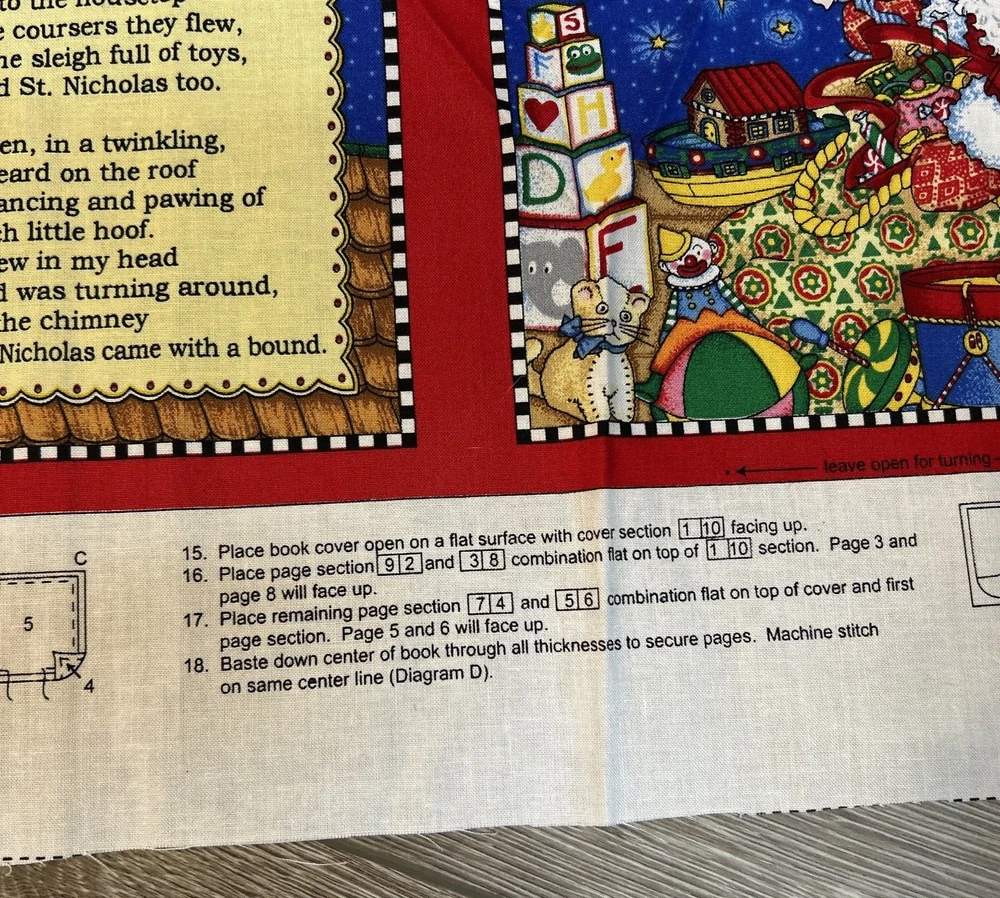 to the housetop
e coursers they flew,
he sleigh full of toys,
d St. Nicholas too.
en, in a twinkling,
eard on the roof
ancing and pawing of
h little hoof.
ew in my head
d was turning around,
the chimney
Nicholas came with a bound.
5
F
H
D
F
leave open for turning
C
5
4
15. Place book cover open on a flat surface with cover section 1 10 facing up.
16. Place page section 9 2 and 3 8 combination flat on top of 1 10 section. Page 3 and
page 8 will face up.
17. Place remaining page section 7 4 and 5 6 combination flat on top of cover and first
page section. Page 5 and 6 will face up.
18. Baste down center of book through all thicknesses to secure pages. Machine stitch
on same center line (Diagram D).